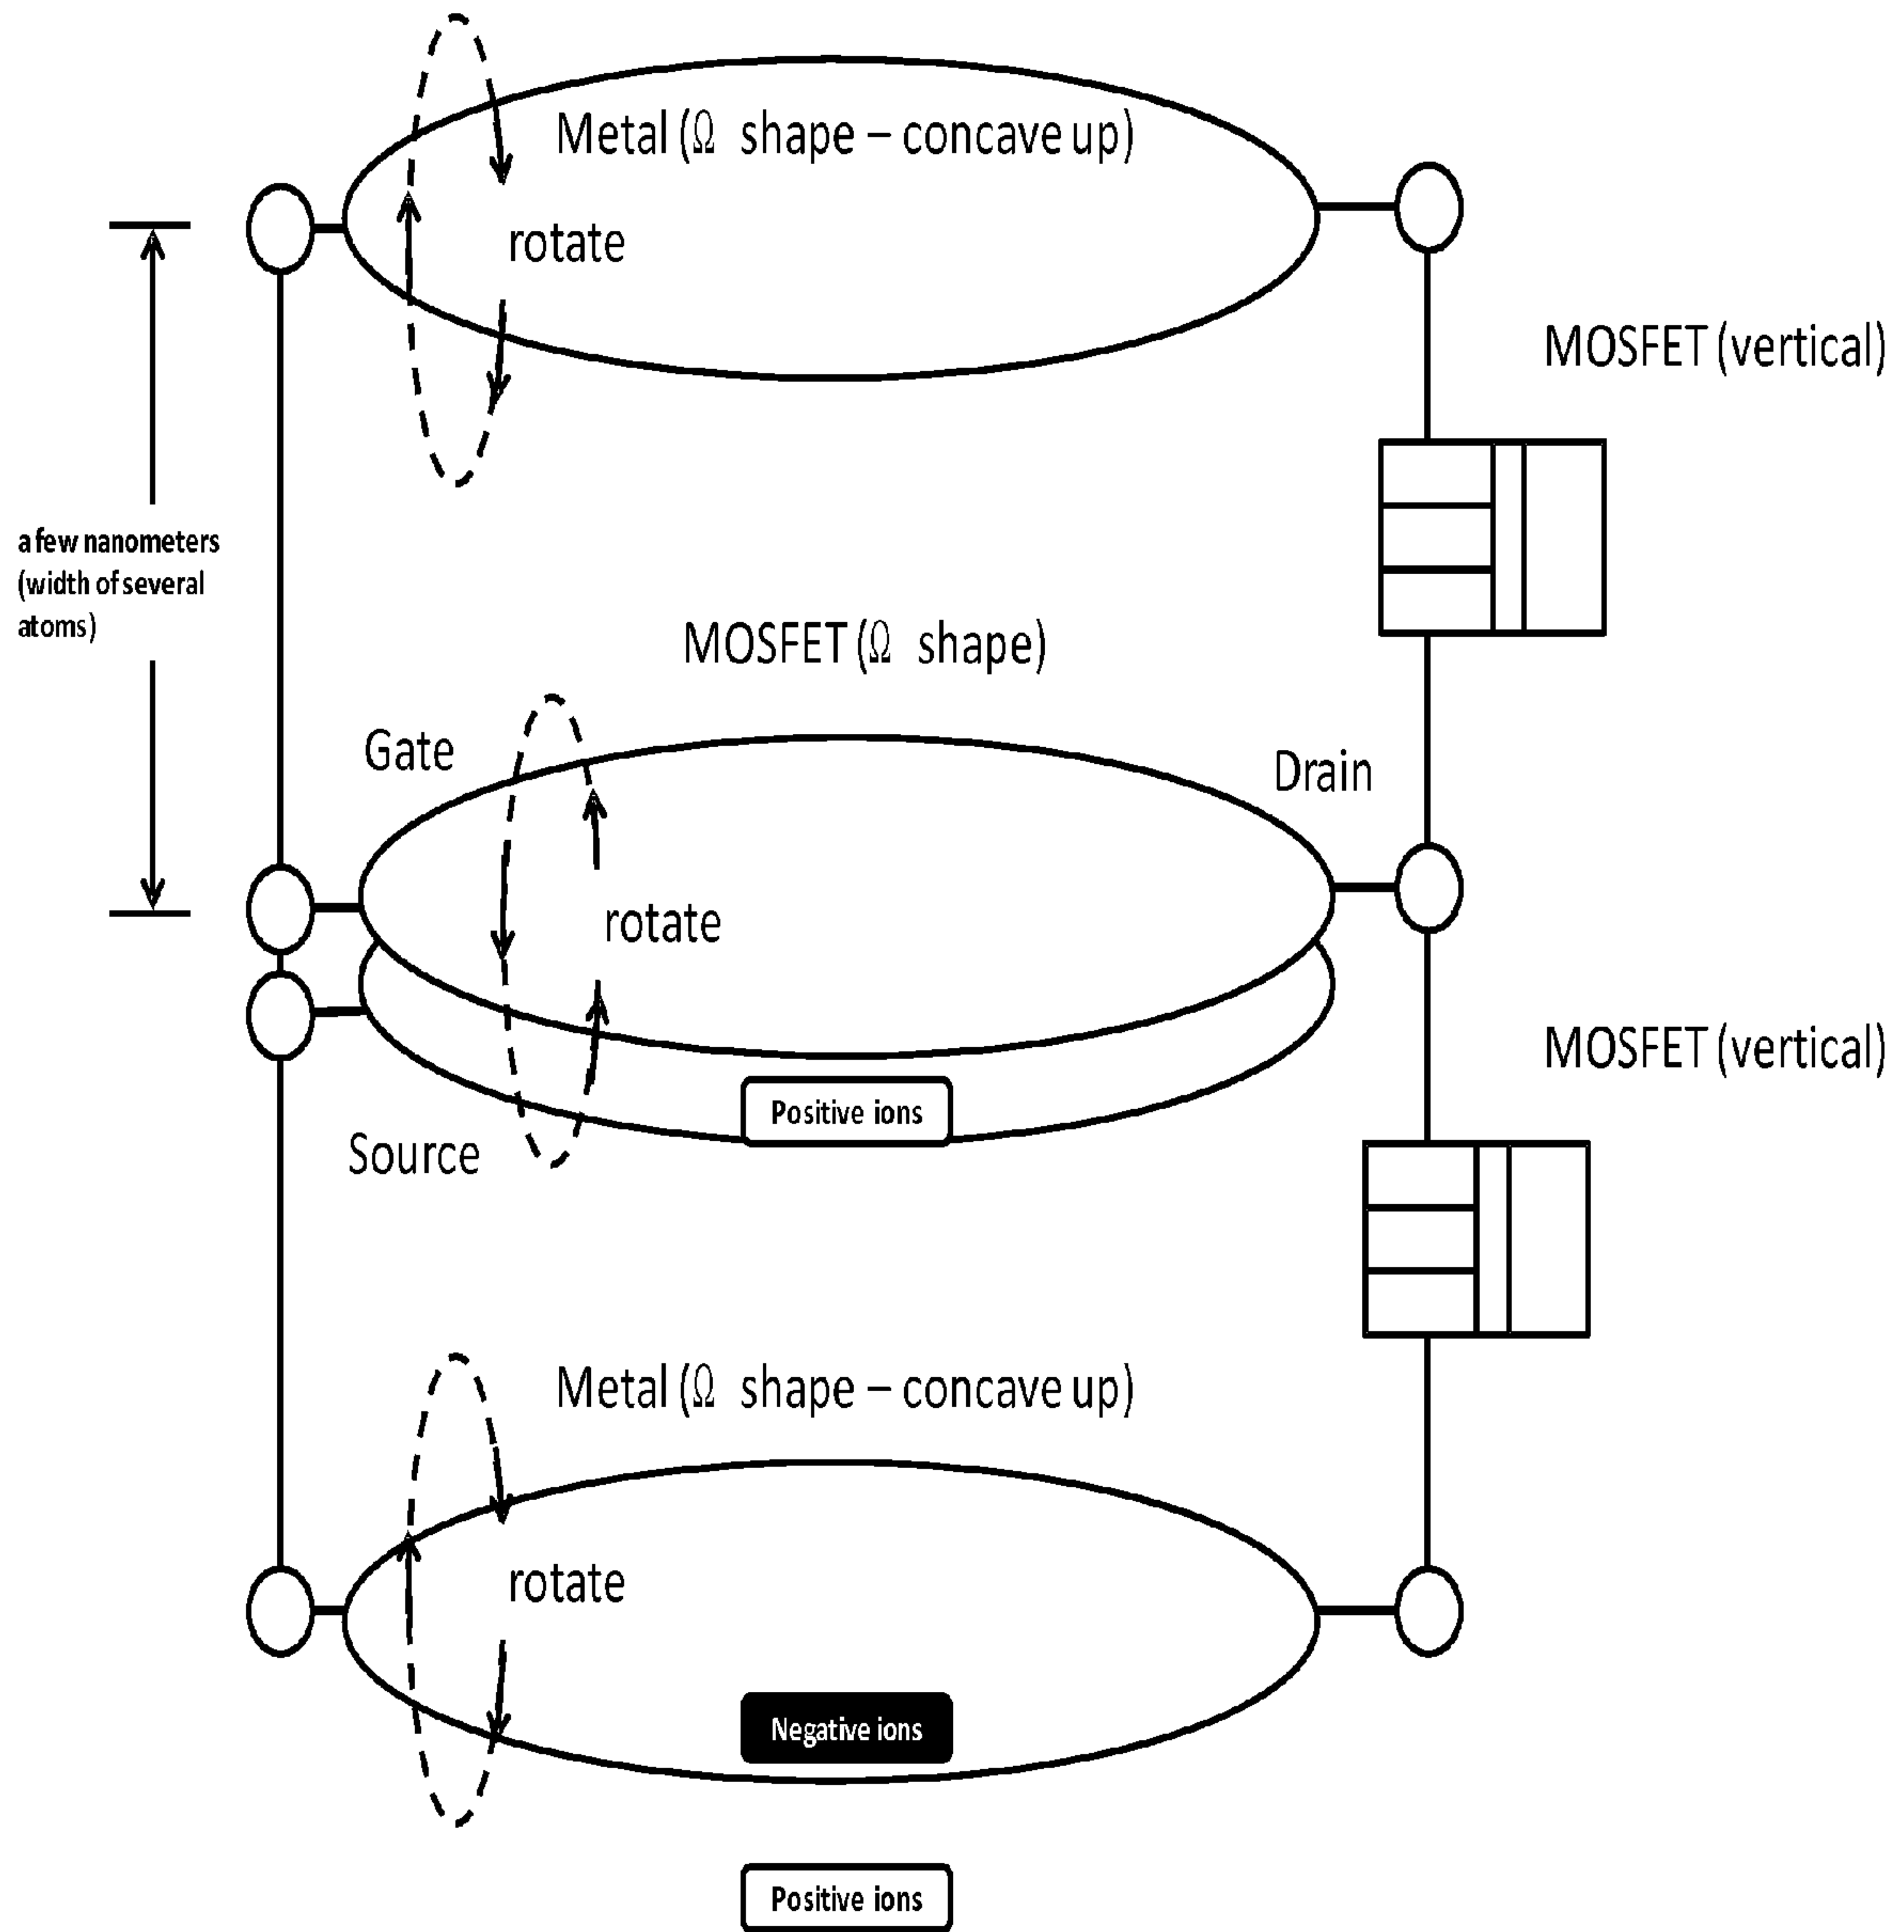 Metal (Ω shape – concave up)
rotate
MOSFET (vertical)
a few nanometers
(width of several
atoms)
MOSFET (Ω shape)
Gate
Drain
rotate
MOSFET (vertical)
Positive ions
Source
Metal (Ω shape – concave up)
rotate
Negative ions
Positive ions